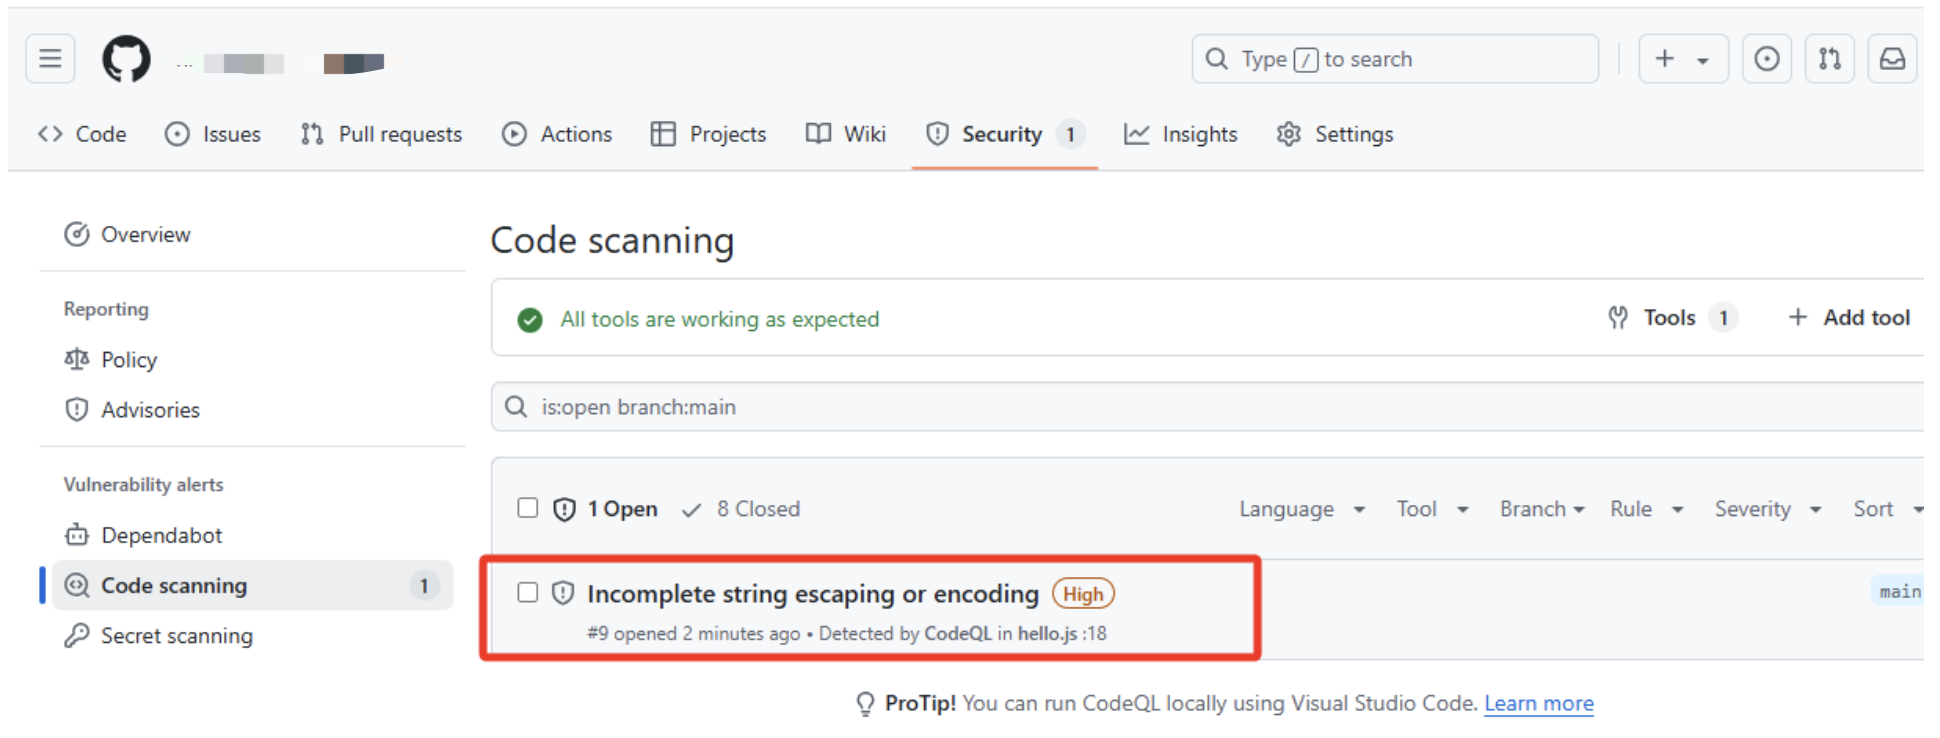 ... Type / to search
Code Issues Pull requests Actions Projects Wiki Security 1 Insights Settings
Overview
Reporting
Policy
Advisories
Vulnerability alerts
Dependabot
Code scanning 1
Secret scanning
Code scanning
All tools are working as expected Tools 1 + Add tool
is:open branch:main
1 Open 8 Closed Language Tool Branch Rule Severity Sort
Incomplete string escaping or encoding High main
#9 opened 2 minutes ago • Detected by CodeQL in hello.js :18
ProTip! You can run CodeQL locally using Visual Studio Code. Learn more